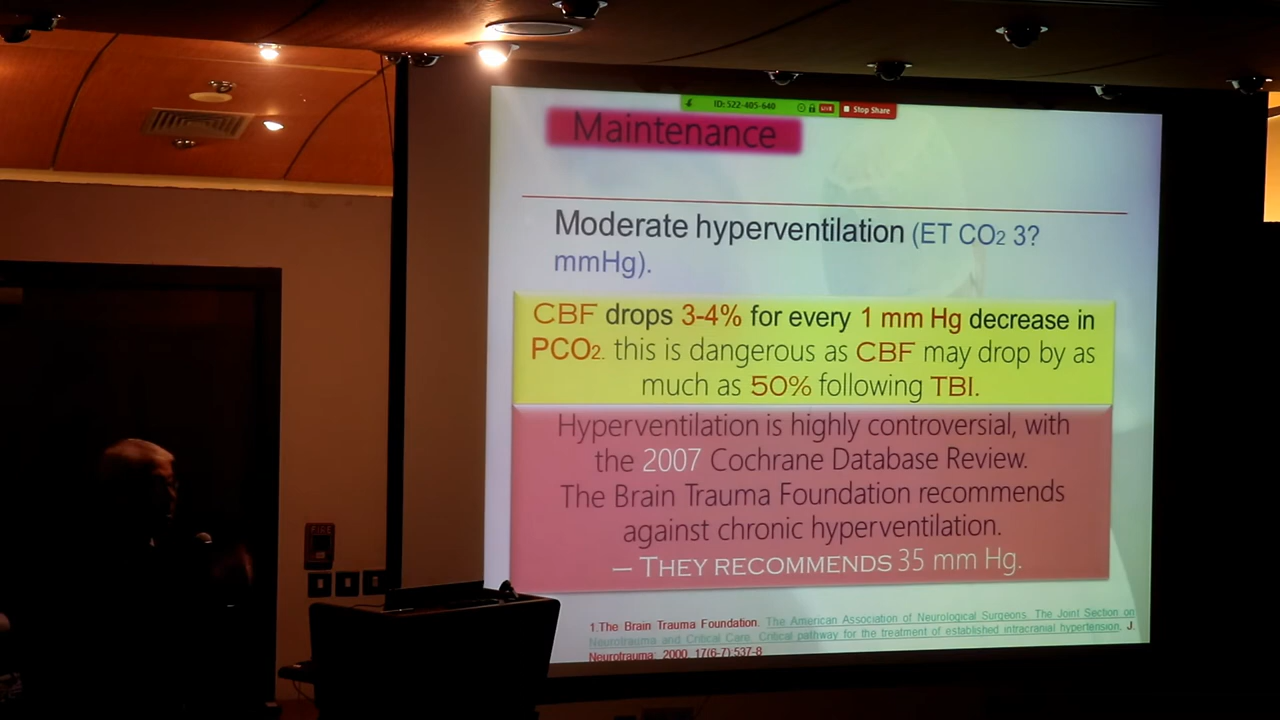 ID: 522-405-640 LIVE Stop Share
Maintenance
Moderate hyperventilation (ET CO2 3?
mmHg).
CBF drops 3-4% for every 1 mm Hg decrease in
PCO2. this is dangerous as CBF may drop by as
much as 50% following TBI.
Hyperventilation is highly controversial, with
the 2007 Cochrane Database Review.
The Brain Trauma Foundation recommends
against chronic hyperventilation.
– THEY RECOMMENDS 35 mm Hg.
1.The Brain Trauma Foundation. The American Association of Neurological Surgeons. The Joint Section on
Neurotrauma and Critical Care. Critical pathway for the treatment of established intracranial hypertension. J.
Neurotrauma; 2000, 17(6-7):537-8
FIRE